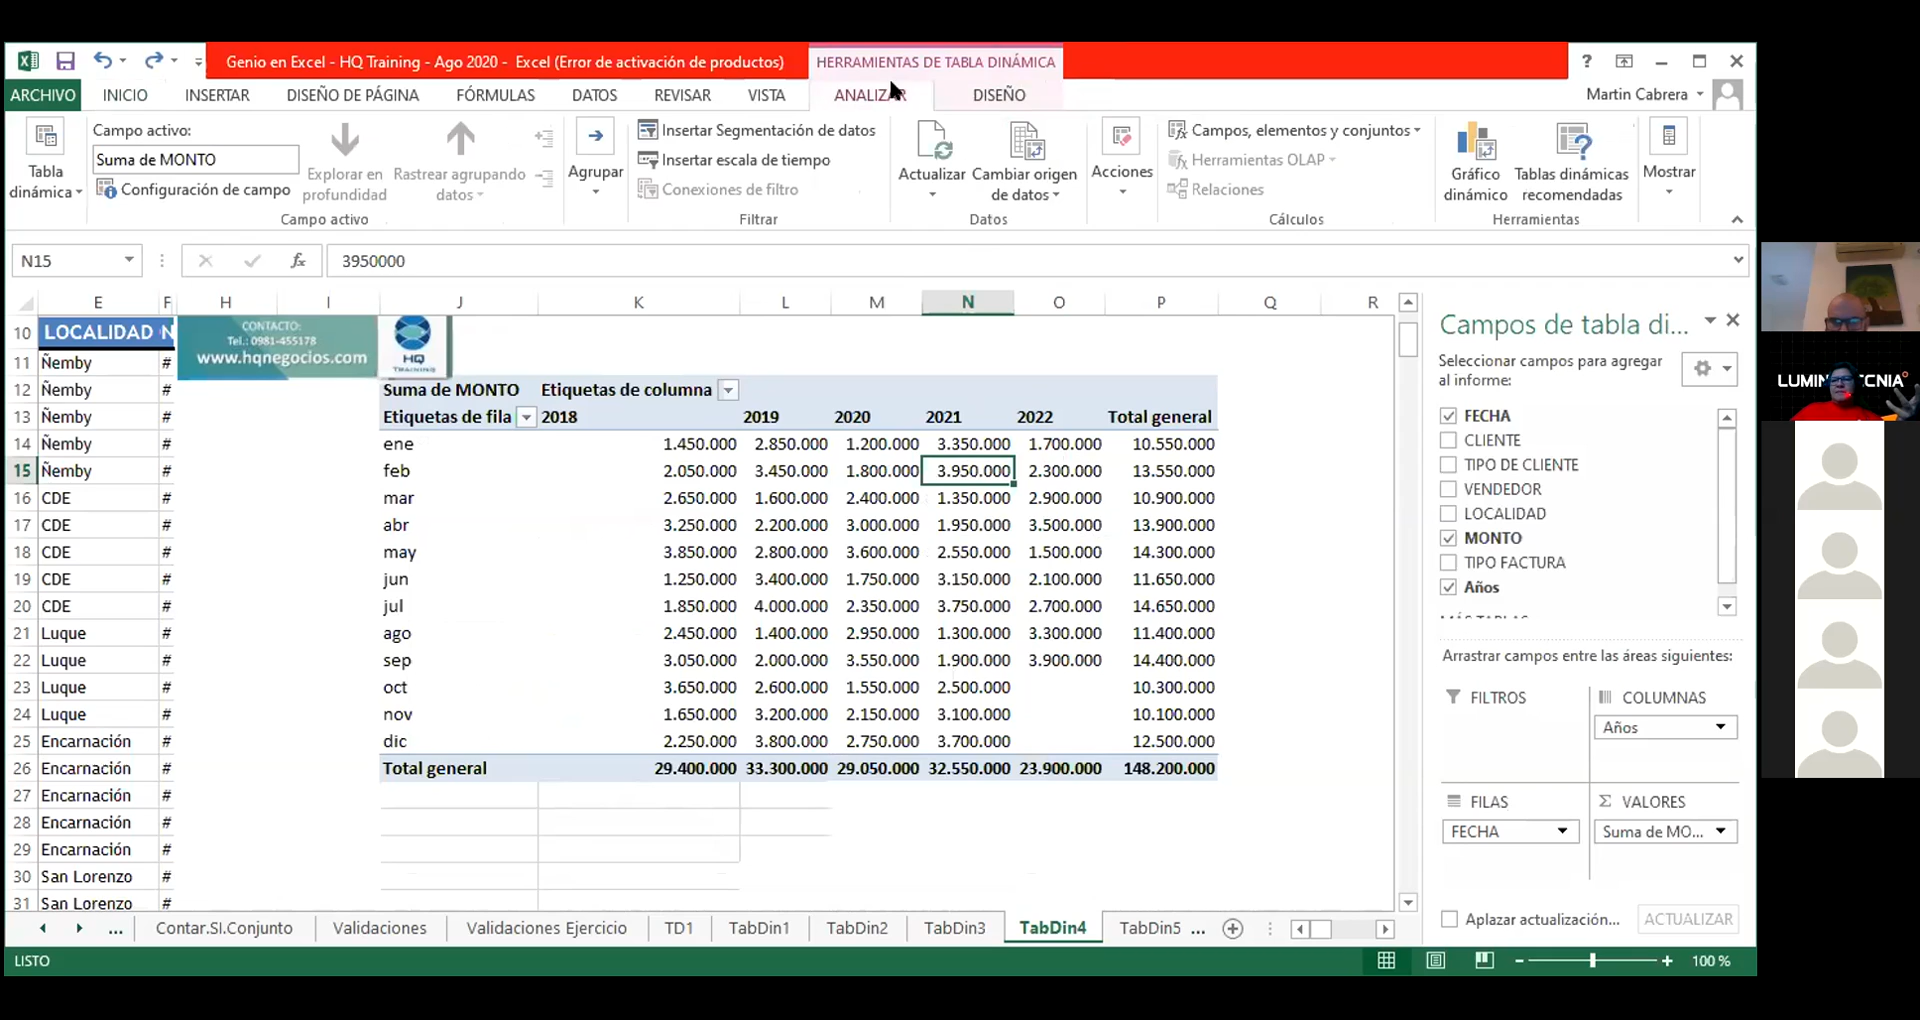 Genio en Excel - HQ Training - Ago 2020 - Excel (Error de activación de productos)
HERRAMIENTAS DE TABLA DINÁMICA
?
ARCHIVO INICIO INSERTAR DISEÑO DE PÁGINA FÓRMULAS DATOS REVISAR VISTA ANALIZAR DISEÑO Martin Cabrera
Tabla dinámica
Campo activo:
Suma de MONTO
Configuración de campo
Explorar en profundidad
Rastrear agrupando datos
Campo activo
Agrupar
Insertar Segmentación de datos
Insertar escala de tiempo
Conexiones de filtro
Filtrar
Actualizar
Cambiar origen de datos
Datos
Acciones
Campos, elementos y conjuntos
Herramientas OLAP
Relaciones
Cálculos
Gráfico dinámico
Tablas dinámicas recomendadas
Herramientas
Mostrar
N15 fx 3950000
E F H I J K L M N O P Q R
10 LOCALIDAD N
CONTACTO:
Tel.: 0981-455178
www.hqnegocios.com
HQ
TRAINING
11 Ñemby # Suma de MONTO Etiquetas de columna
12 Ñemby #
13 Ñemby # Etiquetas de fila 2018 2019 2020 2021 2022 Total general
14 Ñemby # ene 1.450.000 2.850.000 1.200.000 3.350.000 1.700.000 10.550.000
15 Ñemby # feb 2.050.000 3.450.000 1.800.000 3.950.000 2.300.000 13.550.000
16 CDE # mar 2.650.000 1.600.000 2.400.000 1.350.000 2.900.000 10.900.000
17 CDE # abr 3.250.000 2.200.000 3.000.000 1.950.000 3.500.000 13.900.000
18 CDE # may 3.850.000 2.800.000 3.600.000 2.550.000 1.500.000 14.300.000
19 CDE # jun 1.250.000 3.400.000 1.750.000 3.150.000 2.100.000 11.650.000
20 CDE # jul 1.850.000 4.000.000 2.350.000 3.750.000 2.700.000 14.650.000
21 Luque # ago 2.450.000 1.400.000 2.950.000 1.300.000 3.300.000 11.400.000
22 Luque # sep 3.050.000 2.000.000 3.550.000 1.900.000 3.900.000 14.400.000
23 Luque # oct 3.650.000 2.600.000 1.550.000 2.500.000 10.300.000
24 Luque # nov 1.650.000 3.200.000 2.150.000 3.100.000 10.100.000
25 Encarnación # dic 2.250.000 3.800.000 2.750.000 3.700.000 12.500.000
26 Encarnación # Total general 29.400.000 33.300.000 29.050.000 32.550.000 23.900.000 148.200.000
27 Encarnación #
28 Encarnación #
29 Encarnación #
30 San Lorenzo #
31 San Lorenzo #
Campos de tabla di...
Seleccionar campos para agregar
al informe:
FECHA
CLIENTE
TIPO DE CLIENTE
VENDEDOR
LOCALIDAD
MONTO
TIPO FACTURA
Años
Arrastrar campos entre las áreas siguientes:
FILTROS
COLUMNAS
Años
FILAS
FECHA
Σ VALORES
Suma de MO...
Aplazar actualización... ACTUALIZAR
... Contar.SI.Conjunto Validaciones Validaciones Ejercicio TD1 TabDin1 TabDin2 TabDin3 TabDin4 TabDin5 ...
LISTO
100 %